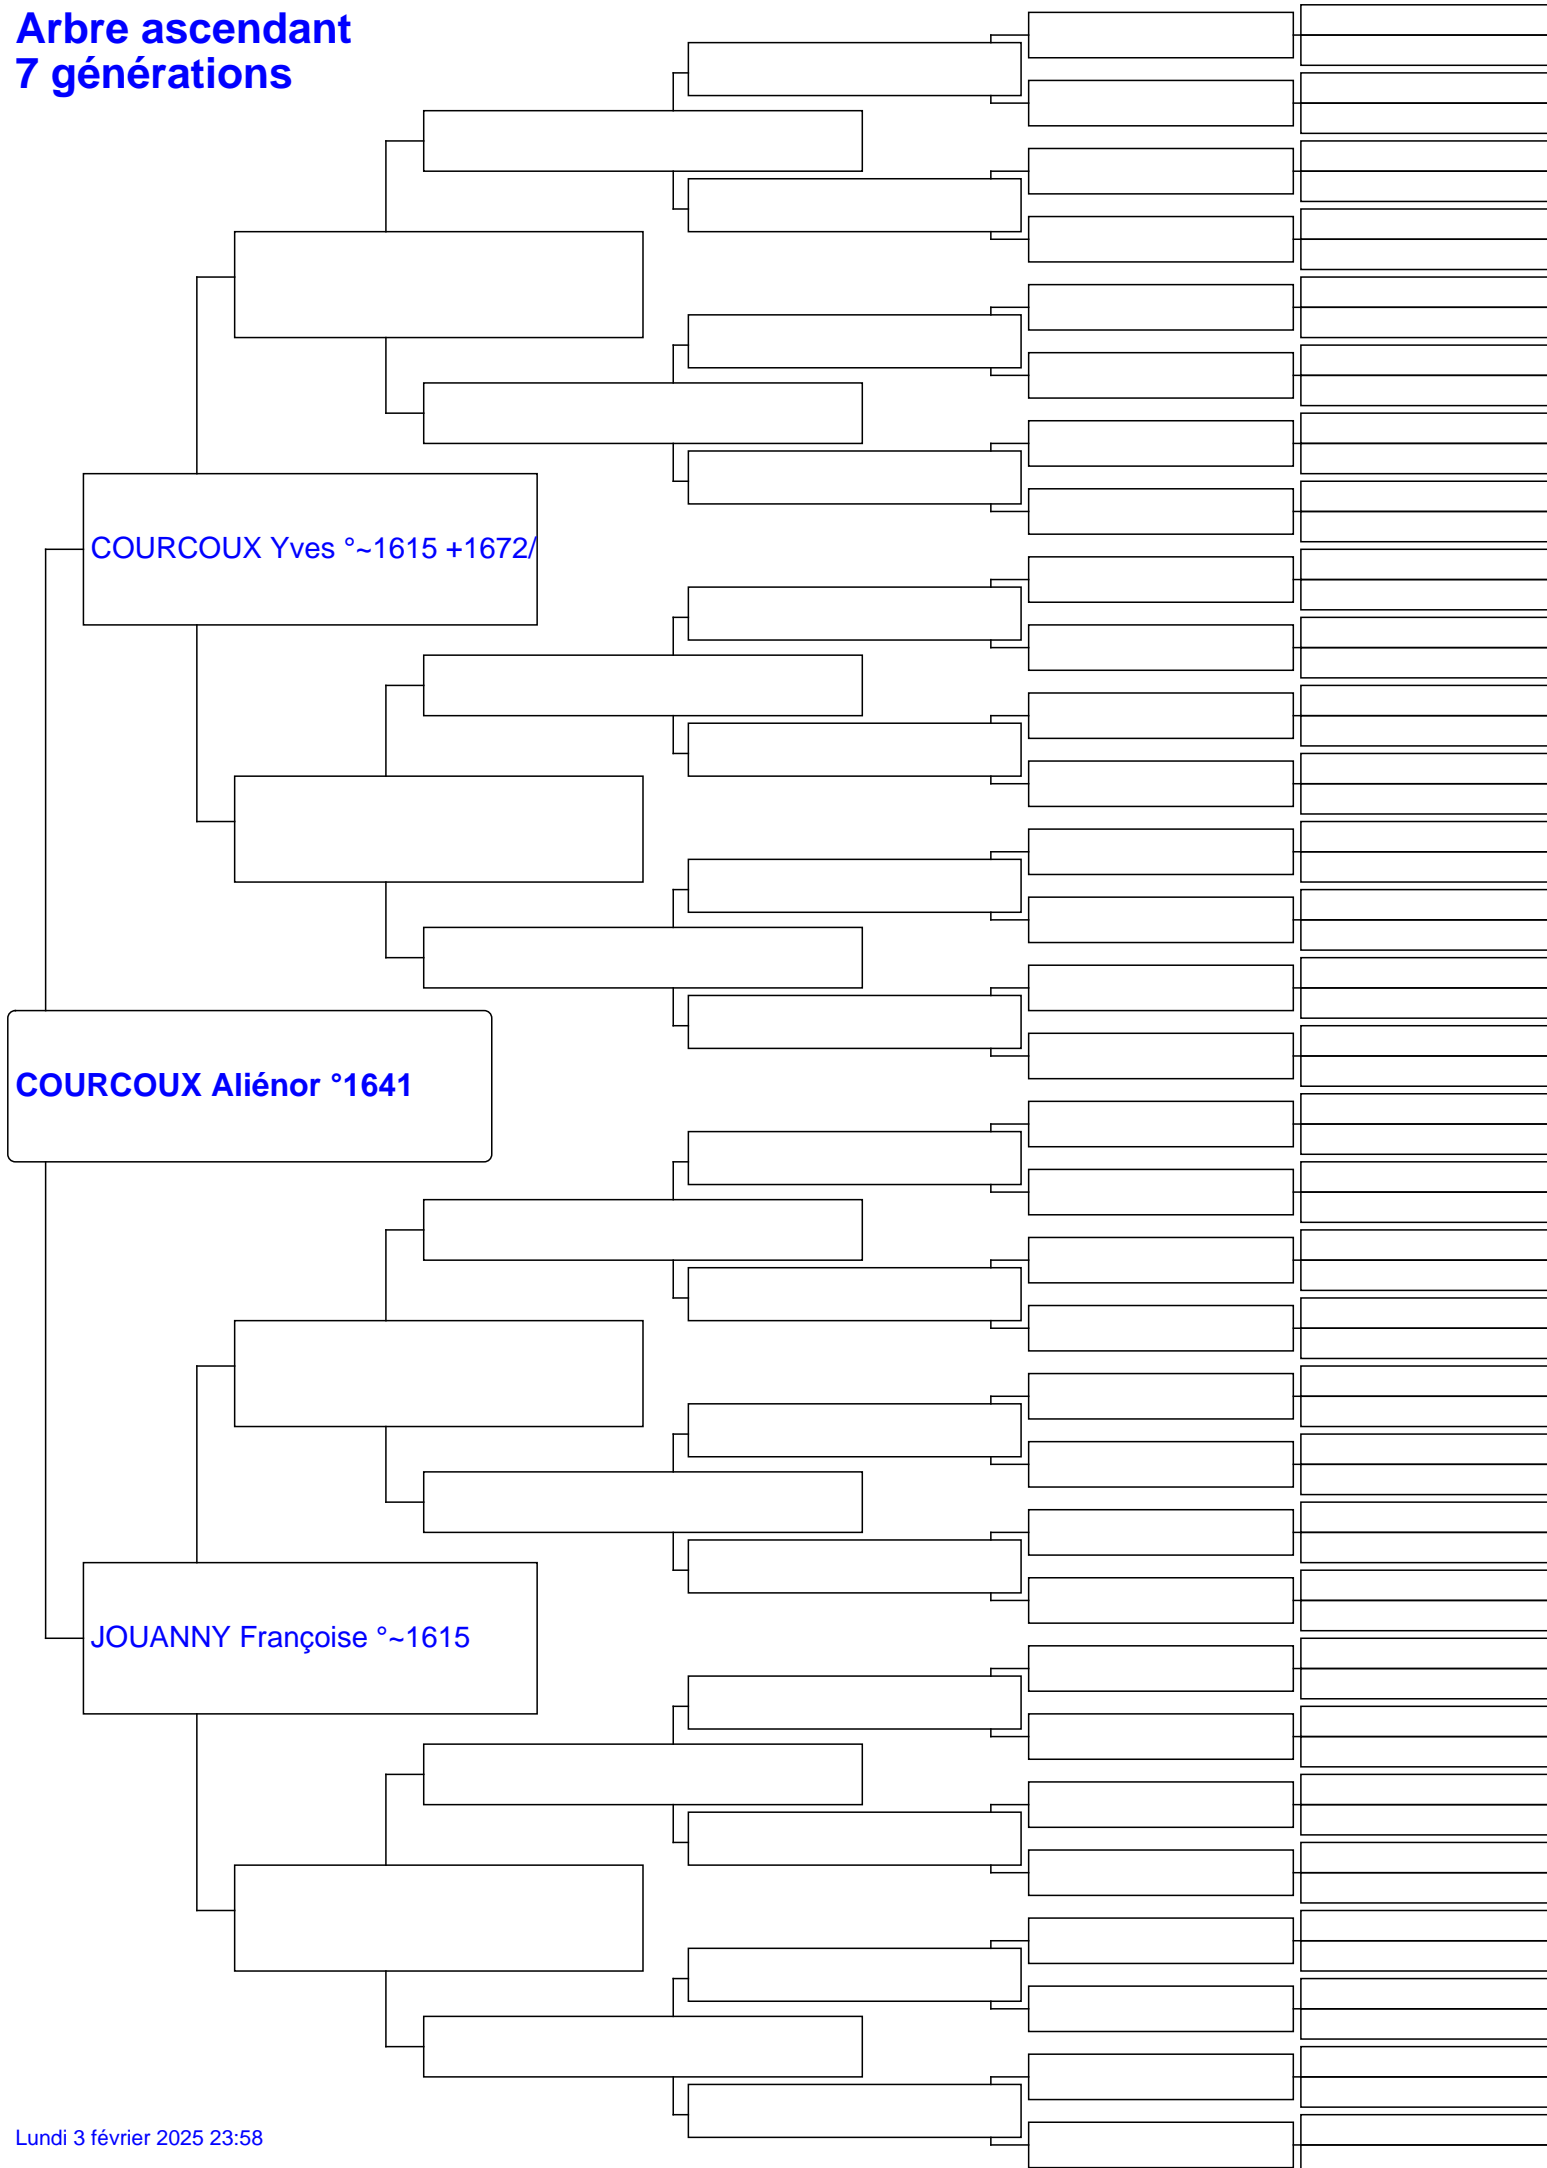 Arbre ascendant
7 générations
COURCOUX Yves °~1615 +1672/
COURCOUX Aliénor °1641
JOUANNY Françoise °~1615
Lundi 3 février 2025 23:58